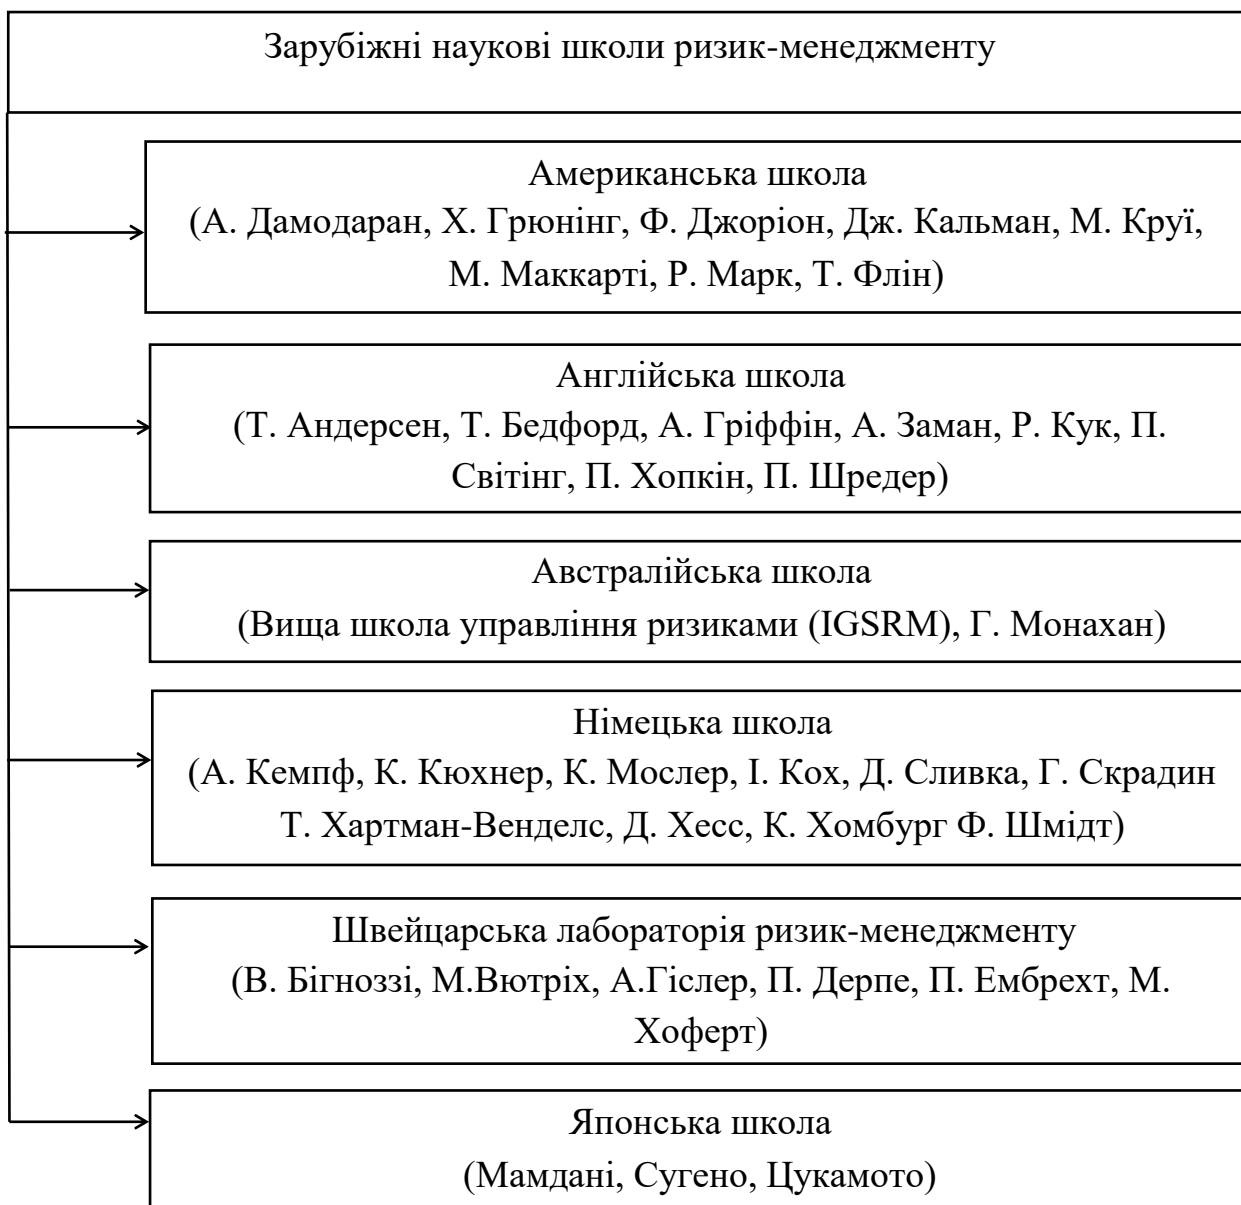 Зарубіжні наукові школи ризик-менеджменту
Американська школа
(А. Дамодаран, Х. Грюнінг, Ф. Джоріон, Дж. Кальман, М. Круї,
М. Маккарті, Р. Марк, Т. Флін)
Англійська школа
(Т. Андерсен, Т. Бедфорд, А. Гріффін, А. Заман, Р. Кук, П.
Світінг, П. Хопкін, П. Шредер)
Австралійська школа
(Вища школа управління ризиками (IGSRM), Г. Монахан)
Німецька школа
(А. Кемпф, К. Кюхнер, К. Мослер, І. Кох, Д. Сливка, Г. Скрадин
Т. Хартман-Венделс, Д. Хесс, К. Хомбург Ф. Шмідт)
Швейцарська лабораторія ризик-менеджменту
(В. Бігноззі, М.Вютріх, А.Гіслер, П. Дерпе, П. Ембрехт, М.
Хоферт)
Японська школа
(Мамдані, Сугено, Цукамото)